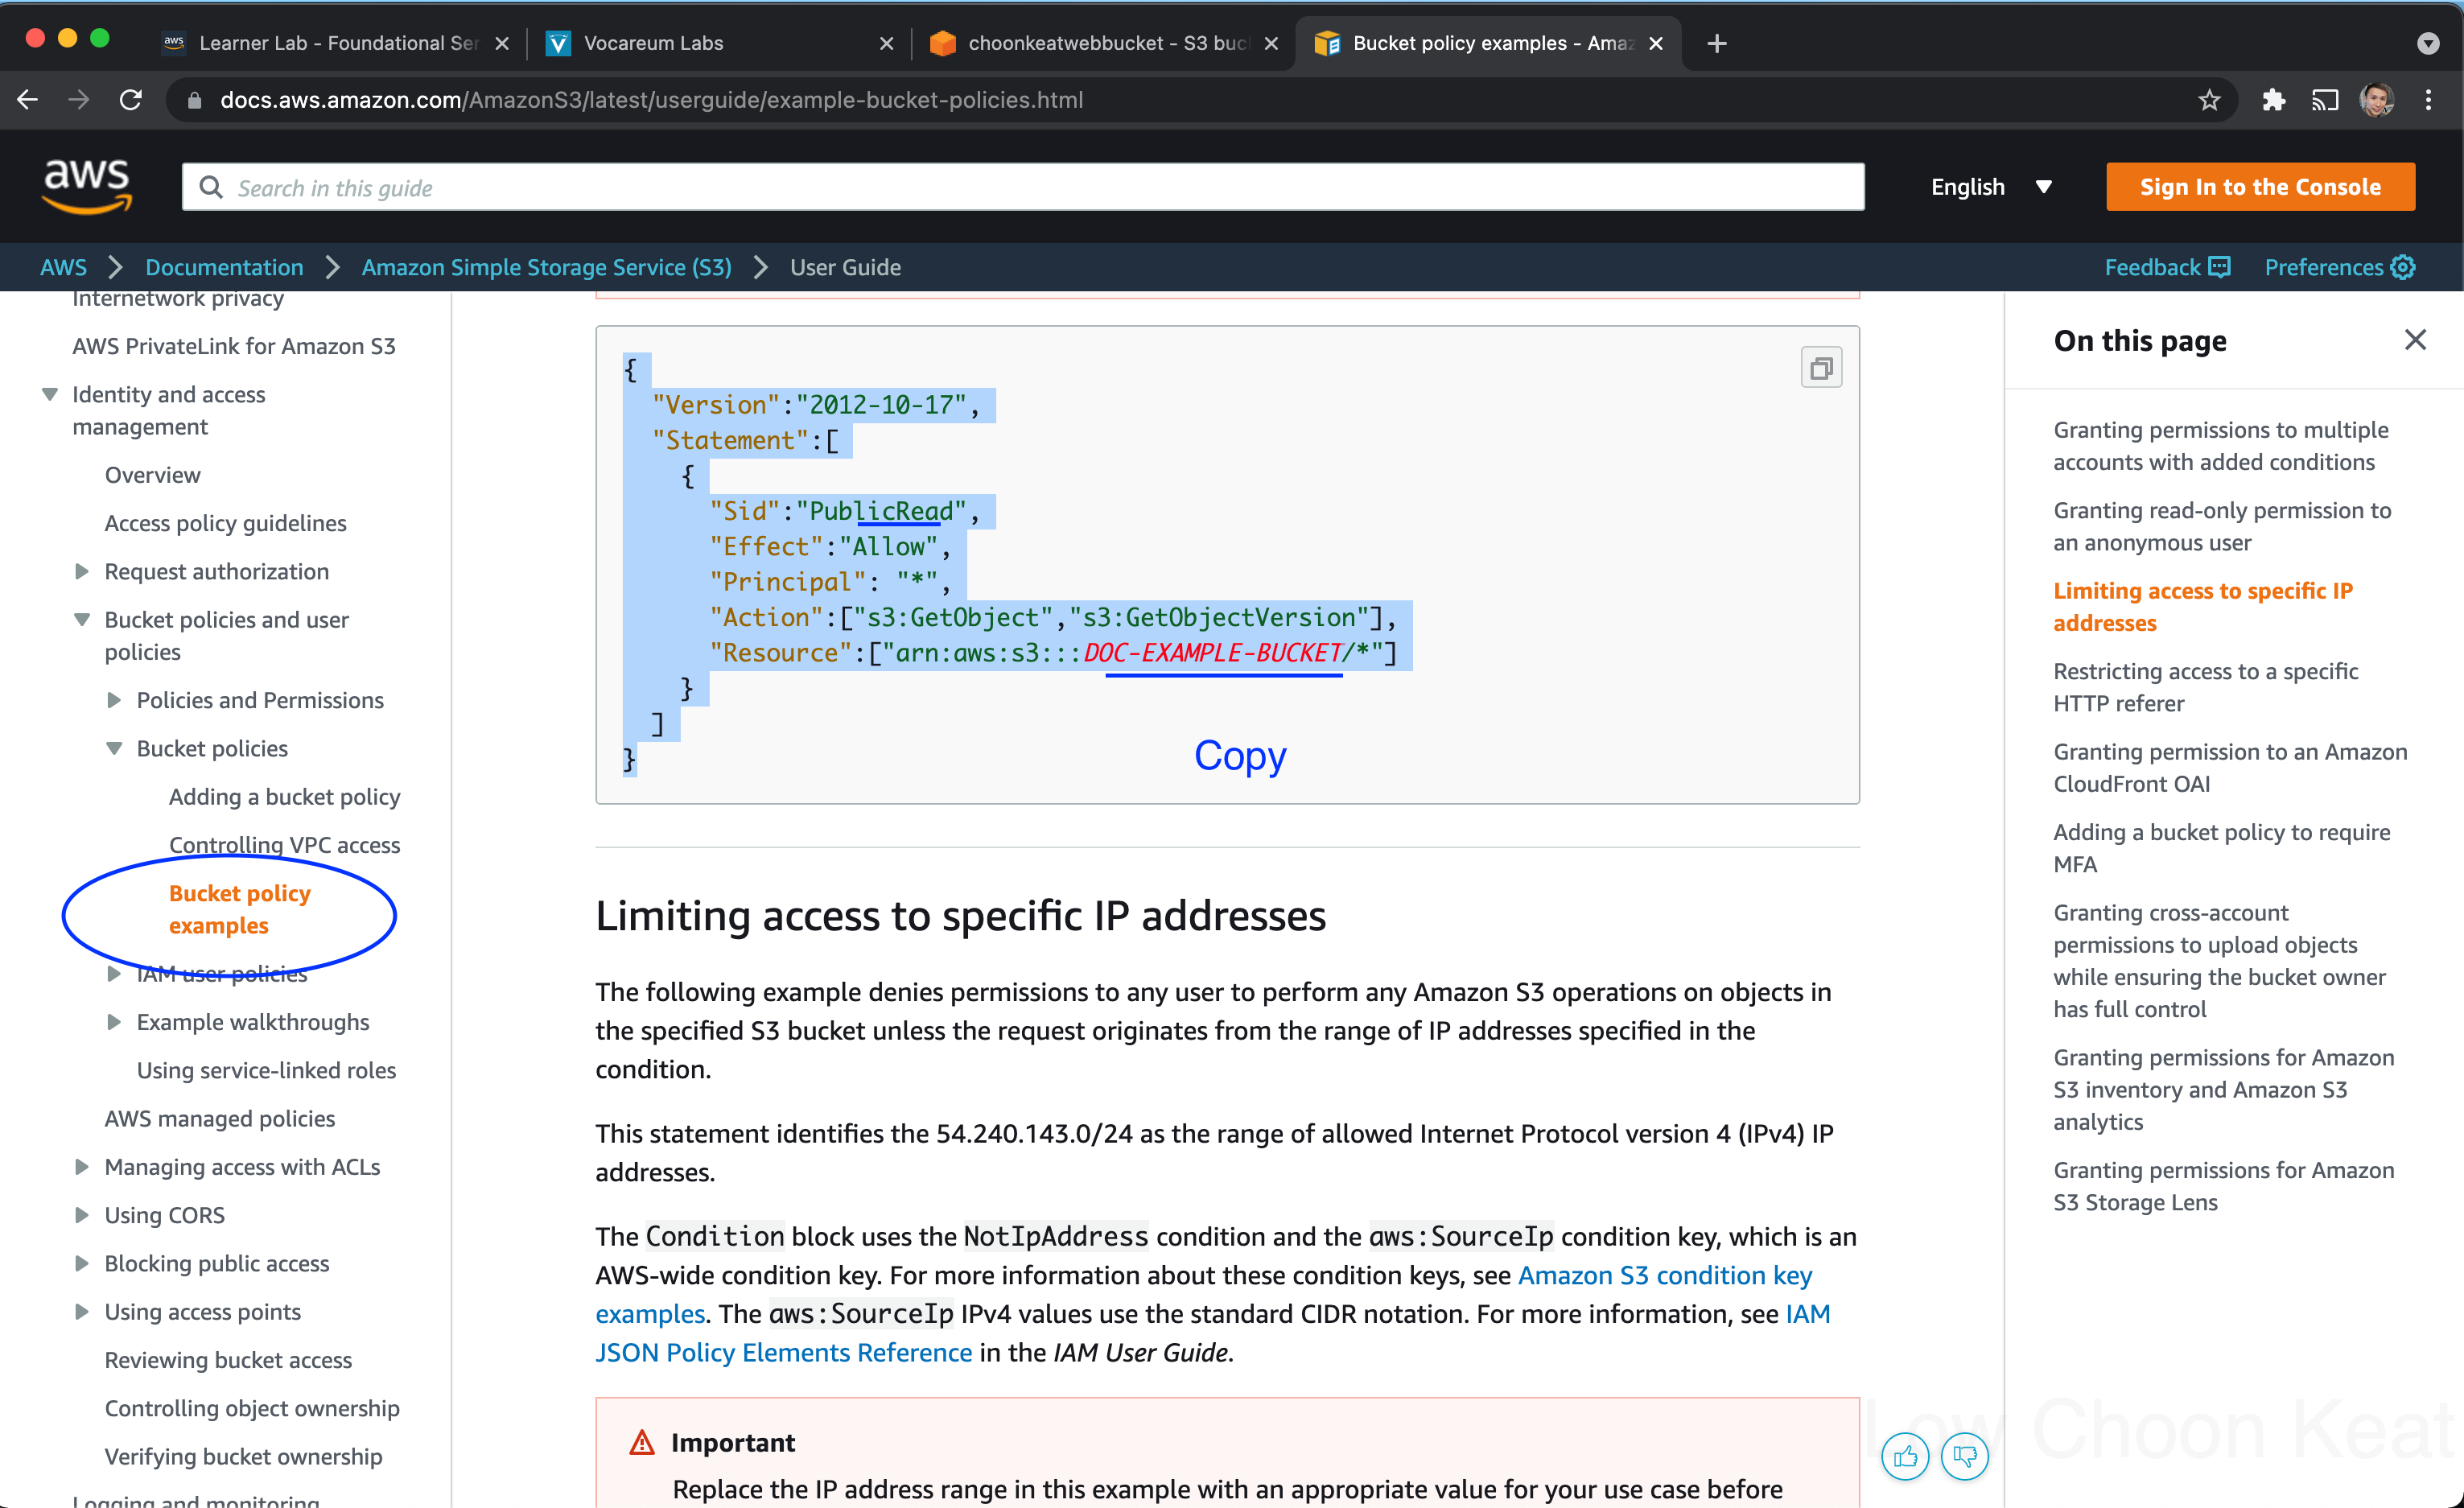 Learner Lab - Foundational Ser
Vocareum Labs
choonkeatwebbucket - S3 buc
Bucket policy examples - Amaz
docs.aws.amazon.com/AmazonS3/latest/userguide/example-bucket-policies.html
aws
Search in this guide
English
Sign In to the Console
AWS
Documentation
Amazon Simple Storage Service (S3)
User Guide
Feedback
Preferences
Internetwork privacy
AWS PrivateLink for Amazon S3
Identity and access
management
Overview
Access policy guidelines
Request authorization
Bucket policies and user
policies
Policies and Permissions
Bucket policies
Adding a bucket policy
Controlling VPC access
Bucket policy
examples
IAM user policies
Example walkthroughs
Using service-linked roles
AWS managed policies
Managing access with ACLs
Using CORS
Blocking public access
Using access points
Reviewing bucket access
Controlling object ownership
Verifying bucket ownership
Logging and monitoring
{
"Version":"2012-10-17",
"Statement":[
{
"Sid":"PublicRead",
"Effect":"Allow",
"Principal": "*",
"Action":["s3:GetObject","s3:GetObjectVersion"],
"Resource":["arn:aws:s3:::DOC-EXAMPLE-BUCKET/*"]
}
]
}
Copy
Limiting access to specific IP addresses
The following example denies permissions to any user to perform any Amazon S3 operations on objects in
the specified S3 bucket unless the request originates from the range of IP addresses specified in the
condition.
This statement identifies the 54.240.143.0/24 as the range of allowed Internet Protocol version 4 (IPv4) IP
addresses.
The Condition block uses the NotIpAddress condition and the aws:SourceIp condition key, which is an
AWS-wide condition key. For more information about these condition keys, see Amazon S3 condition key
examples. The aws:SourceIp IPv4 values use the standard CIDR notation. For more information, see IAM
JSON Policy Elements Reference in the IAM User Guide.
Important
Replace the IP address range in this example with an appropriate value for your use case before
On this page
Granting permissions to multiple
accounts with added conditions
Granting read-only permission to
an anonymous user
Limiting access to specific IP
addresses
Restricting access to a specific
HTTP referer
Granting permission to an Amazon
CloudFront OAI
Adding a bucket policy to require
MFA
Granting cross-account
permissions to upload objects
while ensuring the bucket owner
has full control
Granting permissions for Amazon
S3 inventory and Amazon S3
analytics
Granting permissions for Amazon
S3 Storage Lens
Low Choon Keat